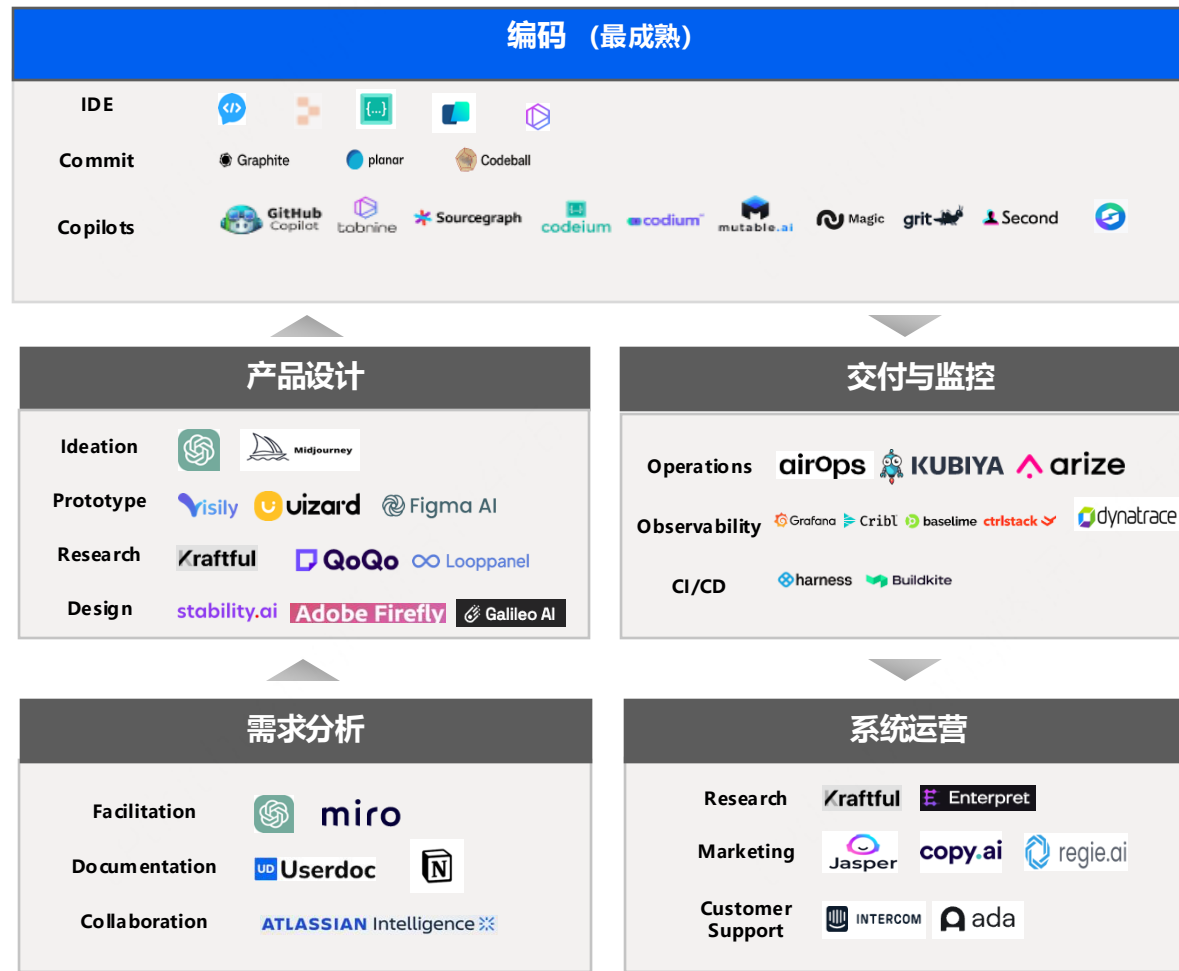 编码 (最成熟)
IDE
Commit Graphite planar Codeball
Copilots GitHub Copilot tabnine Sourcegraph codeium codium mutable.ai Magic grit Second
产品设计
Ideation Midjourney
Prototype Visily uizard Figma AI
Research Kraftful QoQo Looppanel
Design stability.ai Adobe Firefly Galileo AI
交付与监控
Operations airOps KUBIYA arize
Observability Grafana Cribl baselime ctrlstack dynatrace
CI/CD harness Buildkite
需求分析
Facilitation miro
Documentation UD Userdoc N
Collaboration ATLASSIAN Intelligence
系统运营
Research Kraftful Enterpret
Marketing Jasper copy.ai regie.ai
Customer
Support INTERCOM ada